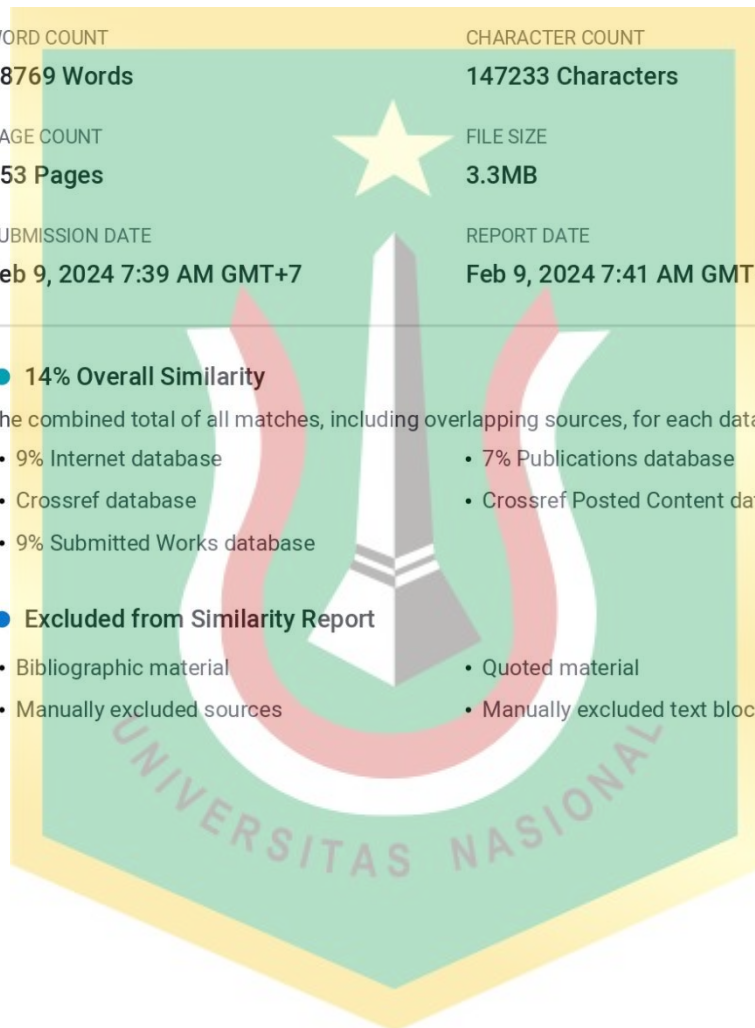 WORD COUNT CHARACTER COUNT
8769 Words 147233 Characters
AGE COUNT FILE SIZE
53 Pages 3.3MB
UBMISSION DATE REPORT DATE
eb 9, 2024 7:39 AM GMT+7 Feb 9, 2024 7:41 AM GMT
14% Overall Similarity
he combined total of all matches, including overlapping sources, for each data
• 9% Internet database • 7% Publications database
• Crossref database • Crossref Posted Content dat
• 9% Submitted Works database
Excluded from Similarity Report
• Bibliographic material • Quoted material
• Manually excluded sources • Manually excluded text bloc
UNIVERSITAS NASIONAL